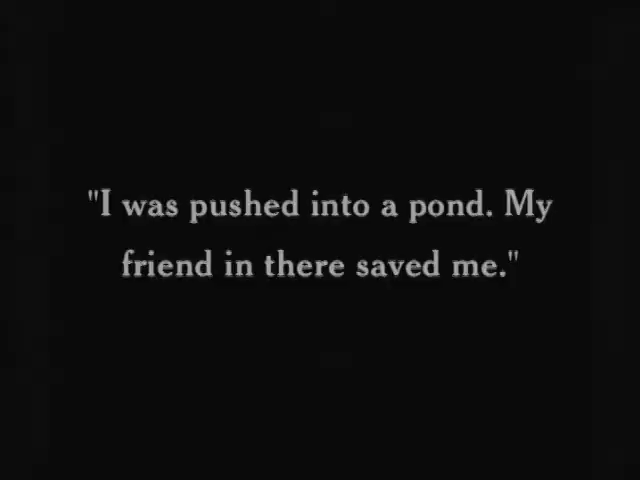 "I was pushed into a pond. My
friend in there saved me."